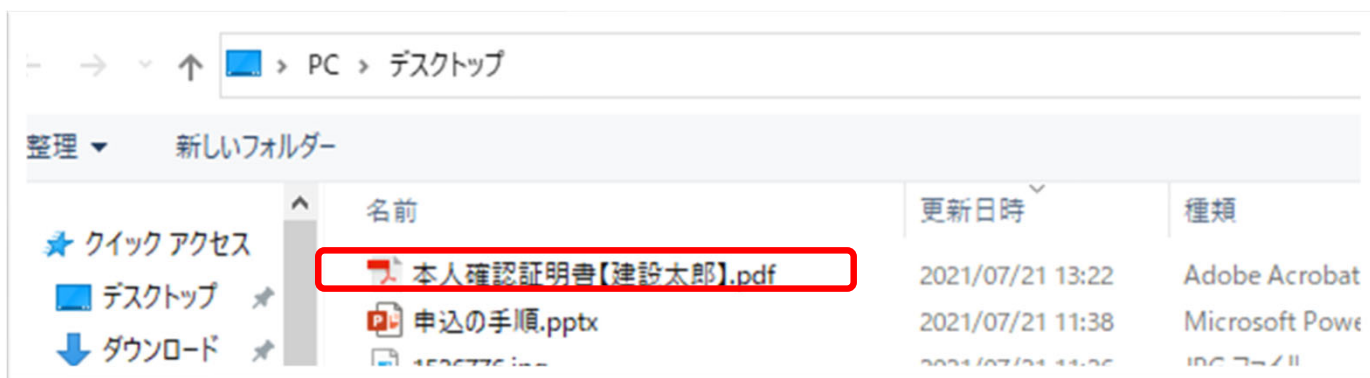 PC › デスクトップ
整理 新しいフォルダー
名前 更新日時 種類
クイック アクセス
本人確認証明書【建設太郎】.pdf 2021/07/21 13:22 Adobe Acrobat
デスクトップ
申込の手順.pptx 2021/07/21 11:38 Microsoft Powe
ダウンロード